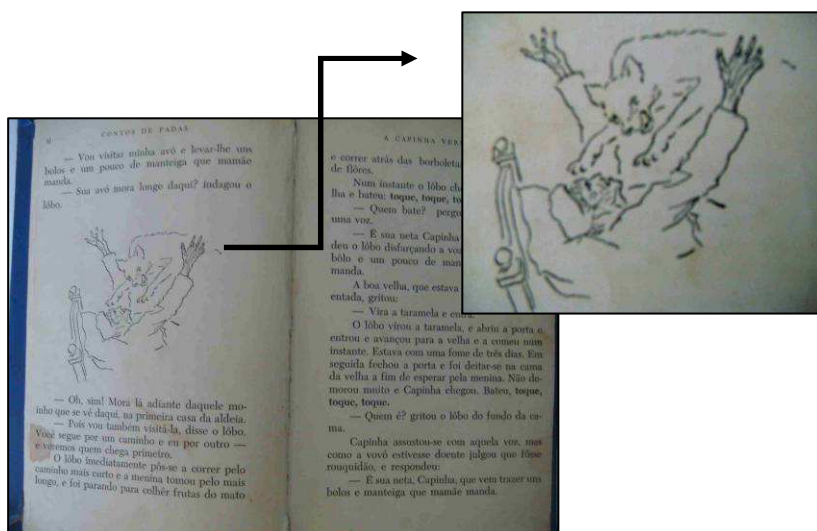 CONTOS DE FADAS
— Vou visitar minha avó e levar-lhe uns
bolos e um pouco de manteiga que mamãe
manda.
— Sua avó mora longo daqui? indagou o
lôbo.
— Oh, sim! Mora lá adiante daquele mo-
inho que se vê daqui, na primeira casa da aldeia.
— Pois vou também visitá-la, disse o lôbo.
Você segue por um caminho e eu por outro —
e veremos quem chega primeiro.
O lôbo imediatamente pôs-se a correr pelo
caminho mais curto e a menina tomou pelo mais
longo, e foi parando para colhêr frutas do mato
A CAPINHA VER
e correr atrás das borboleta
de flôres.
Num instante o lôbo ch
lha e bateu: toque, toque, to
— Quem bate? perg
uma voz.
— É sua neta Capinha
deu o lôbo disfarçando a vo
bôlo e um pouco de man
manda.
A boa velha, que estava
entada, gritou:
— Vira a taramela e entra.
O lôbo virou a taramela, e abriu a porta e
entrou e avançou para a velha e a comeu num
instante. Estava com uma fome de três dias. Em
seguida fechou a porta e foi deitar-se na cama
da velha a fim de esperar pela menina. Não de-
morou muito e Capinha chegou. Bateu, toque,
toque, toque.
— Quem é? gritou o lôbo do fundo da ca-
ma.
Capinha assustou-se com aquela voz, mas
como a vovó estivesse doente julgou que fôsse
rouquidão, e respondeu:
— É sua neta, Capinha, que vem trazer uns
bolos e manteiga que mamãe manda.